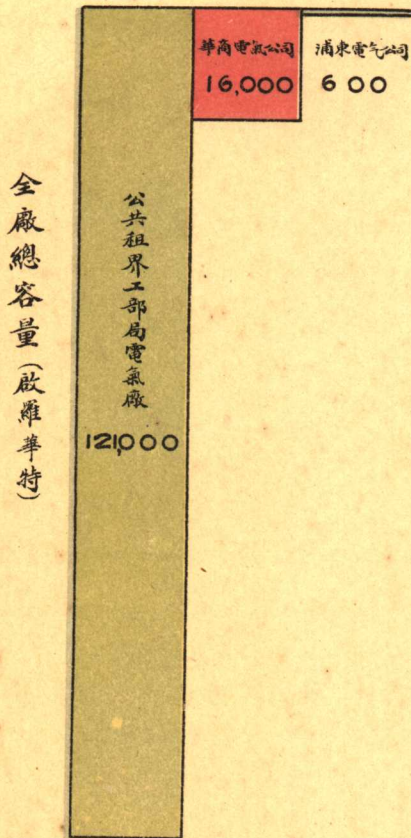 全廠總容量(啟羅華特)
公共租界工部局電氣廠
121,000
華商電氣公司
16,000
浦東電气公司
600